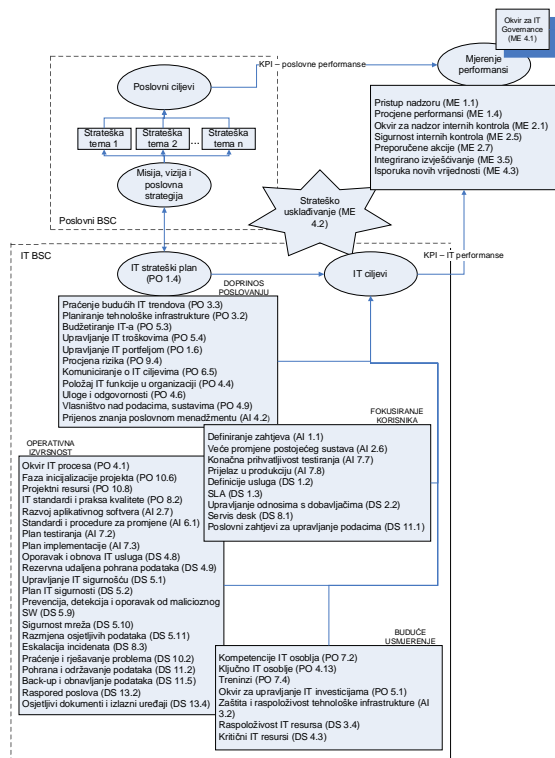 Okvir za IT
Governance
(ME 4.1)
Mjerenje
performansi
KPI – poslovne performanse
Poslovni ciljevi
Strateška
tema 1
Strateška
tema 2
...
Strateška
tema n
Misija, vizija i
poslovna
strategija
Poslovni BSC
Pristup nadzoru (ME 1.1)
Procjene performansi (ME 1.4)
Okvir za nadzor internih kontrola (ME 2.1)
Sigurnost internih kontrola (ME 2.5)
Preporučene akcije (ME 2.7)
Integrirano izvješćivanje (ME 3.5)
Isporuka novih vrijednosti (ME 4.3)
Strateško
usklađivanje (ME
4.2)
IT BSC
IT strateški plan
(PO 1.4)
IT ciljevi
KPI – IT performanse
DOPRINOS
POSLOVANJU
Praćenje budućih IT trendova (PO 3.3)
Planiranje tehnološke infrastrukture (PO 3.2)
Budžetiranje IT-a (PO 5.3)
Upravljanje IT troškovima (PO 5.4)
Upravljanje IT portfeljom (PO 1.6)
Procjena rizika (PO 9.4)
Komuniciranje o IT ciljevima (PO 6.5)
Položaj IT funkcije u organizaciji (PO 4.4)
Uloge i odgovornosti (PO 4.6)
Vlasništvo nad podacima, sustavima (PO 4.9)
Prijenos znanja poslovnom menadžmentu (AI 4.2)
FOKUSIRANJE
KORISNIKA
Definiranje zahtjeva (AI 1.1)
Veće promjene postojećeg sustava (AI 2.6)
Konačna prihvatljivost testiranja (AI 7.7)
Prijelaz u produkciju (AI 7.8)
Definicije usluga (DS 1.2)
SLA (DS 1.3)
Upravljanje odnosima s dobavljačima (DS 2.2)
Servis desk (DS 8.1)
Poslovni zahtjevi za upravljanje podacima (DS 11.1)
OPERATIVNA
IZVRSNOST
Okvir IT procesa (PO 4.1)
Faza inicijalizacije projekta (PO 10.6)
Projektni resursi (PO 10.8)
IT standardi i praksa kvalitete (PO 8.2)
Razvoj aplikativnog softvera (AI 2.7)
Standardi i procedure za promjene (AI 6.1)
Plan testiranja (AI 7.2)
Plan implementacije (AI 7.3)
Oporavak i obnova IT usluga (DS 4.8)
Rezervna udaljena pohrana podataka (DS 4.9)
Upravljanje IT sigurnošću (DS 5.1)
Plan IT sigurnosti (DS 5.2)
Prevencija, detekcija i oporavak od malicioznog
SW (DS 5.9)
Sigurnost mreža (DS 5.10)
Razmjena osjetljivih podataka (DS 5.11)
Eskalacija incidenata (DS 8.3)
Praćenje i rješavanje problema (DS 10.2)
Pohrana i održavanje podataka (DS 11.2)
Back-up i obnavljanje podataka (DS 11.5)
Raspored poslova (DS 13.2)
Osjetljivi dokumenti i izlazni uređaji (DS 13.4)
BUDUĆE
USMJERENJE
Kompetencije IT osoblja (PO 7.2)
Ključno IT osoblje (PO 4.13)
Treninzi (PO 7.4)
Okvir za upravljanje IT investicijama (PO 5.1)
Zaštita i raspoloživost tehnološke infrastrukture (AI
3.2)
Raspoloživost IT resursa (DS 3.4)
Kritični IT resursi (DS 4.3)